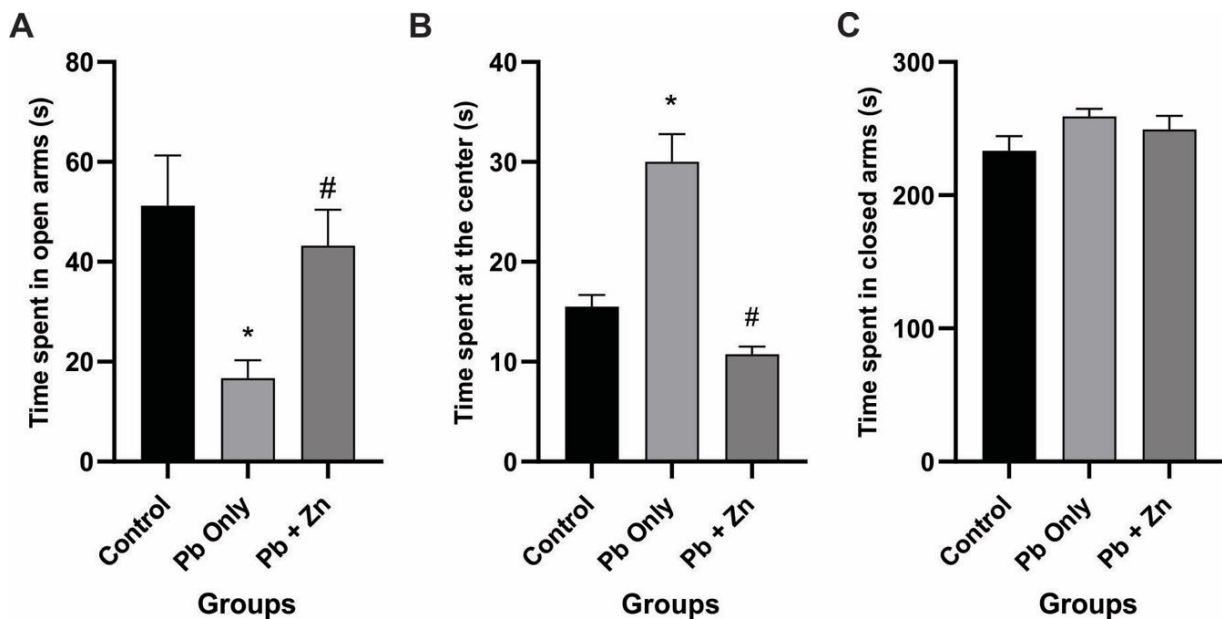 A
Time spent in open arms (s)
80
60
40
20
0
*
#
Control
Pb Only
Pb + Zn
Groups
B
Time spent at the center (s)
40
30
20
10
0
*
#
Control
Pb Only
Pb + Zn
Groups
C
Time spent in closed arms (s)
300
200
100
0
Control
Pb Only
Pb + Zn
Groups